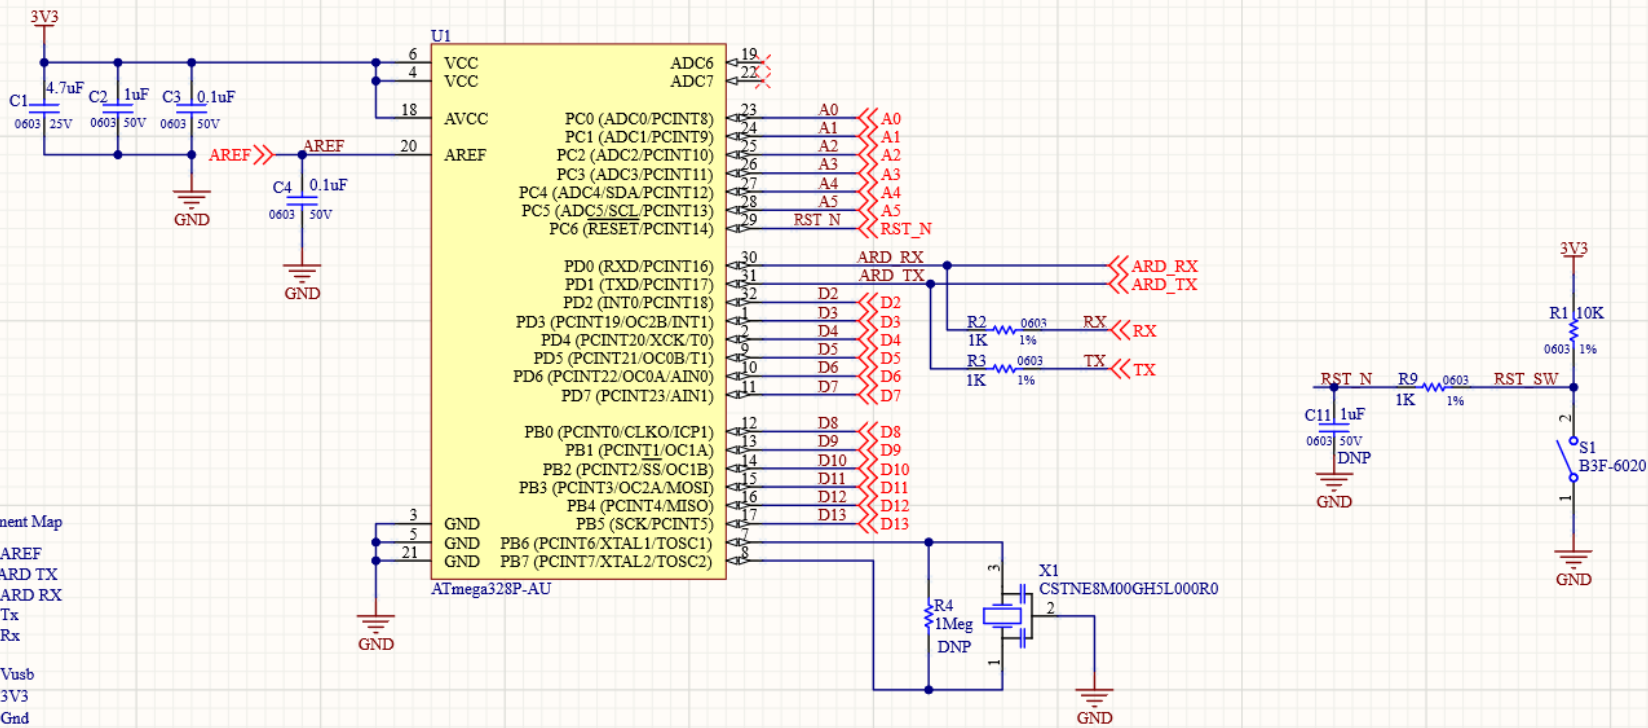 3V3
C1
4.7uF
0603 25V
C2
1uF
0603 50V
C3
0.1uF
0603 50V
GND
AREF
AREF
C4
0.1uF
0603 50V
GND
U1
6 VCC
4 VCC
18 AVCC
20 AREF
3 GND
5 GND
21 GND
GND
ADC6 19
ADC7 22
PC0 (ADC0/PCINT8) 23 A0 A0
PC1 (ADC1/PCINT9) 24 A1 A1
PC2 (ADC2/PCINT10) 25 A2 A2
PC3 (ADC3/PCINT11) 26 A3 A3
PC4 (ADC4/SDA/PCINT12) 27 A4 A4
PC5 (ADC5/SCL/PCINT13) 28 A5 A5
PC6 (RESET/PCINT14) 29 RST_N RST_N
PD0 (RXD/PCINT16) 30 ARD_RX ARD_RX
PD1 (TXD/PCINT17) 31 ARD_TX ARD_TX
PD2 (INT0/PCINT18) 32 D2 D2
PD3 (PCINT19/OC2B/INT1) 1 D3 D3
PD4 (PCINT20/XCK/T0) 2 D4 D4
PD5 (PCINT21/OC0B/T1) 9 D5 D5
PD6 (PCINT22/OC0A/AIN0) 10 D6 D6
PD7 (PCINT23/AIN1) 11 D7 D7
PB0 (PCINT0/CLKO/ICP1) 12 D8 D8
PB1 (PCINT1/OC1A) 13 D9 D9
PB2 (PCINT2/SS/OC1B) 14 D10 D10
PB3 (PCINT3/OC2A/MOSI) 15 D11 D11
PB4 (PCINT4/MISO) 16 D12 D12
PB5 (SCK/PCINT5) 17 D13 D13
PB6 (PCINT6/XTAL1/TOSC1) 7
PB7 (PCINT7/XTAL2/TOSC2) 8
ATmega328P-AU
R2 0603 RX RX
1K 1%
R3 0603 TX TX
1K 1%
R4
1Meg
DNP
X1
CSTNE8M00GH5L000R0
3
2
1
GND
3V3
R1 10K
0603 1%
RST_N R9 0603 RST_SW
1K 1%
C11 1uF
0603 50V
DNP
GND
2
S1
B3F-6020
1
GND
ment Map
AREF
ARD TX
ARD RX
Tx
Rx
Vusb
3V3
Gnd